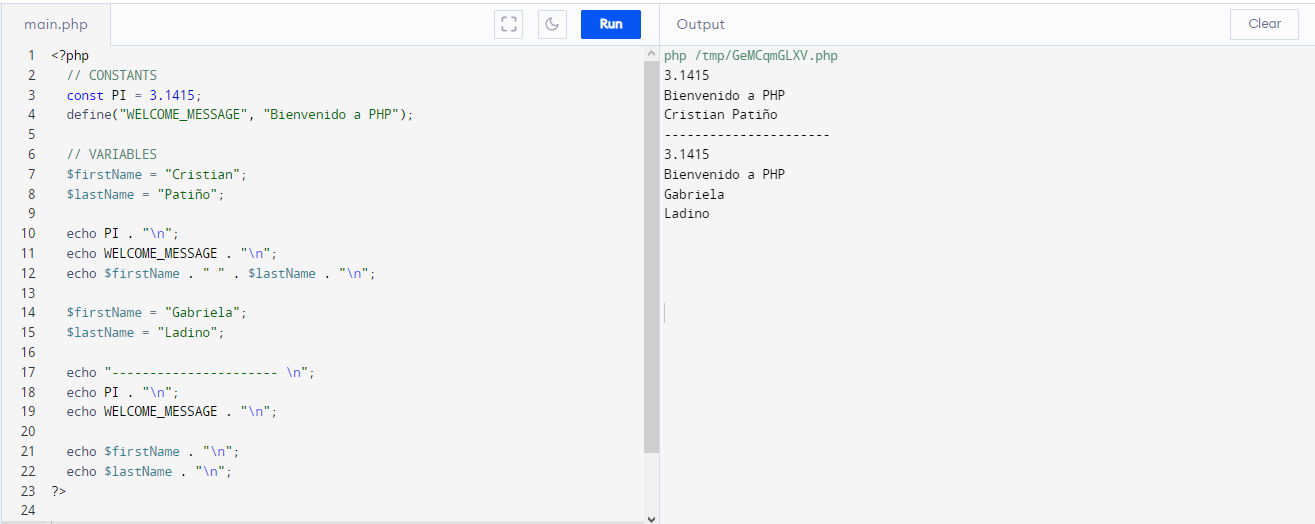 main.php
Run
Output
Clear
1 <?php
2 // CONSTANTS
3 const PI = 3.1415;
4 define("WELCOME_MESSAGE", "Bienvenido a PHP");
5
6 // VARIABLES
7 $firstName = "Cristian";
8 $lastName = "Patiño";
9
10 echo PI . "\n";
11 echo WELCOME_MESSAGE . "\n";
12 echo $firstName . " " . $lastName . "\n";
13
14 $firstName = "Gabriela";
15 $lastName = "Ladino";
16
17 echo "---------------------- \n";
18 echo PI . "\n";
19 echo WELCOME_MESSAGE . "\n";
20
21 echo $firstName . "\n";
22 echo $lastName . "\n";
23 ?>
24
php /tmp/GeMCqmGLXV.php
3.1415
Bienvenido a PHP
Cristian Patiño
----------------------
3.1415
Bienvenido a PHP
Gabriela
Ladino